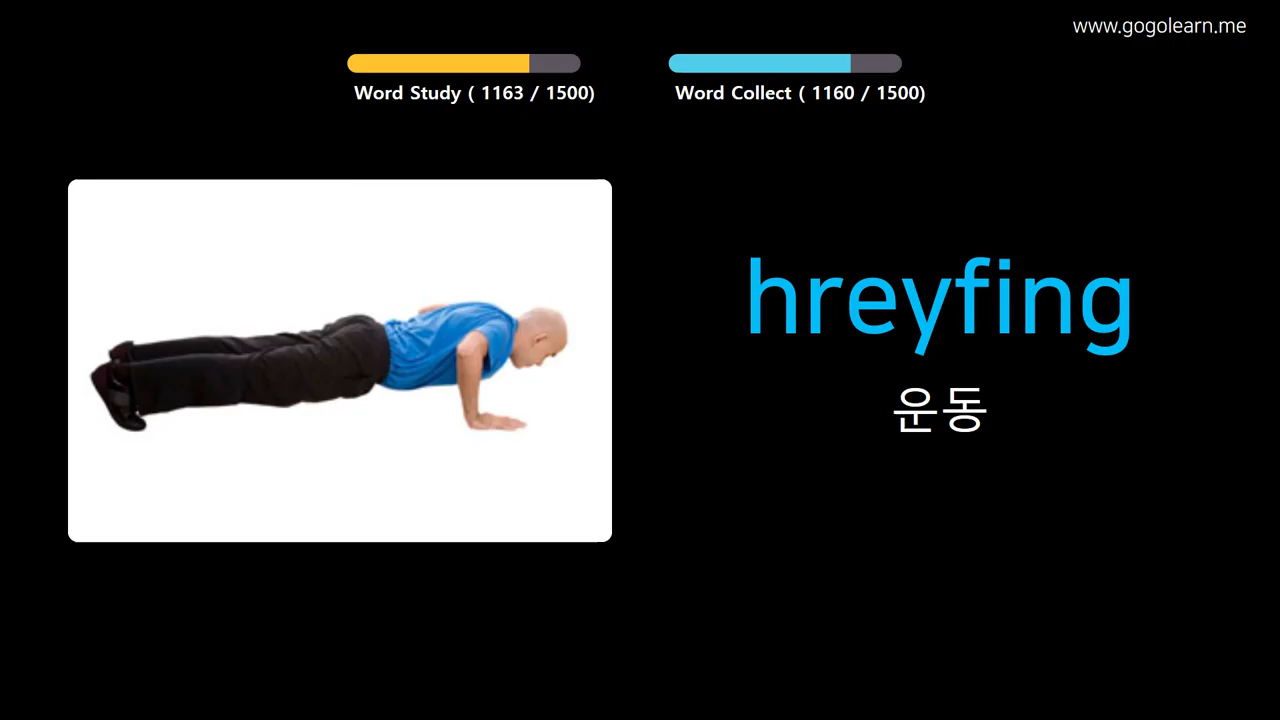 www.gogolearn.me
Word Study ( 1163 / 1500)
Word Collect ( 1160 / 1500)
hreyfing
운동